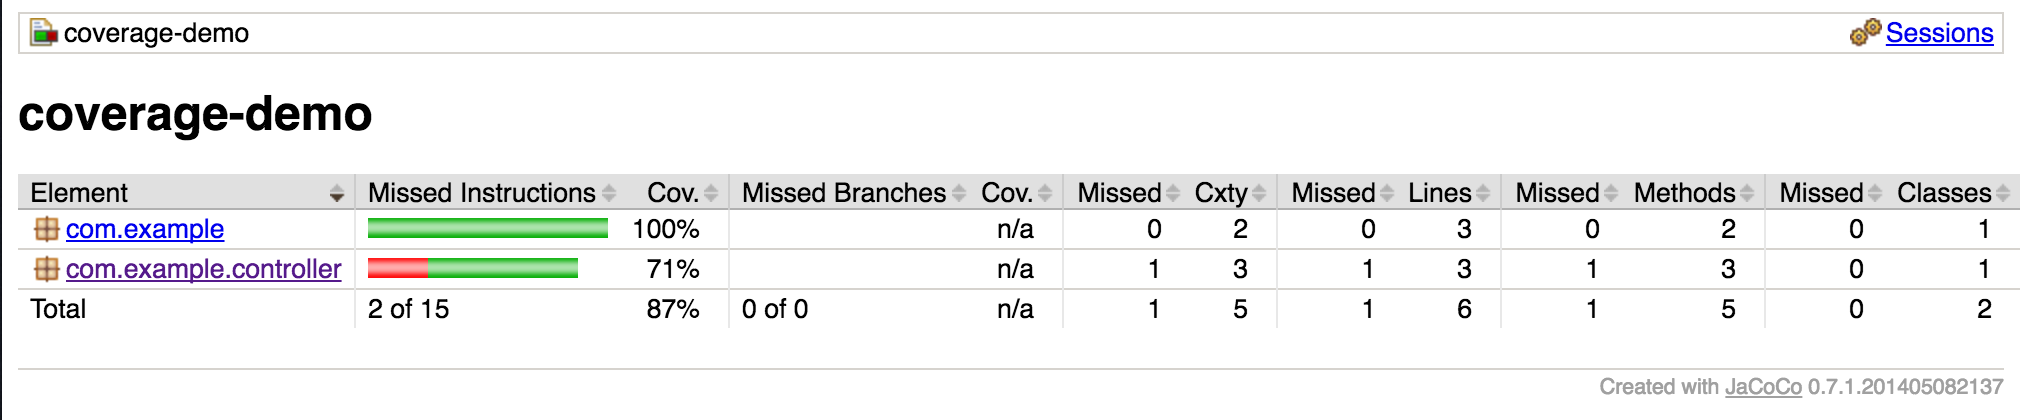 coverage-demo Sessions
coverage-demo
Element Missed Instructions Cov. Missed Branches Cov. Missed Cxty Missed Lines Missed Methods Missed Classes
com.example 100% n/a 0 2 0 3 0 2 0 1
com.example.controller 71% n/a 1 3 1 3 1 3 0 1
Total 2 of 15 87% 0 of 0 n/a 1 5 1 6 1 5 0 2
Created with JaCoCo 0.7.1.201405082137